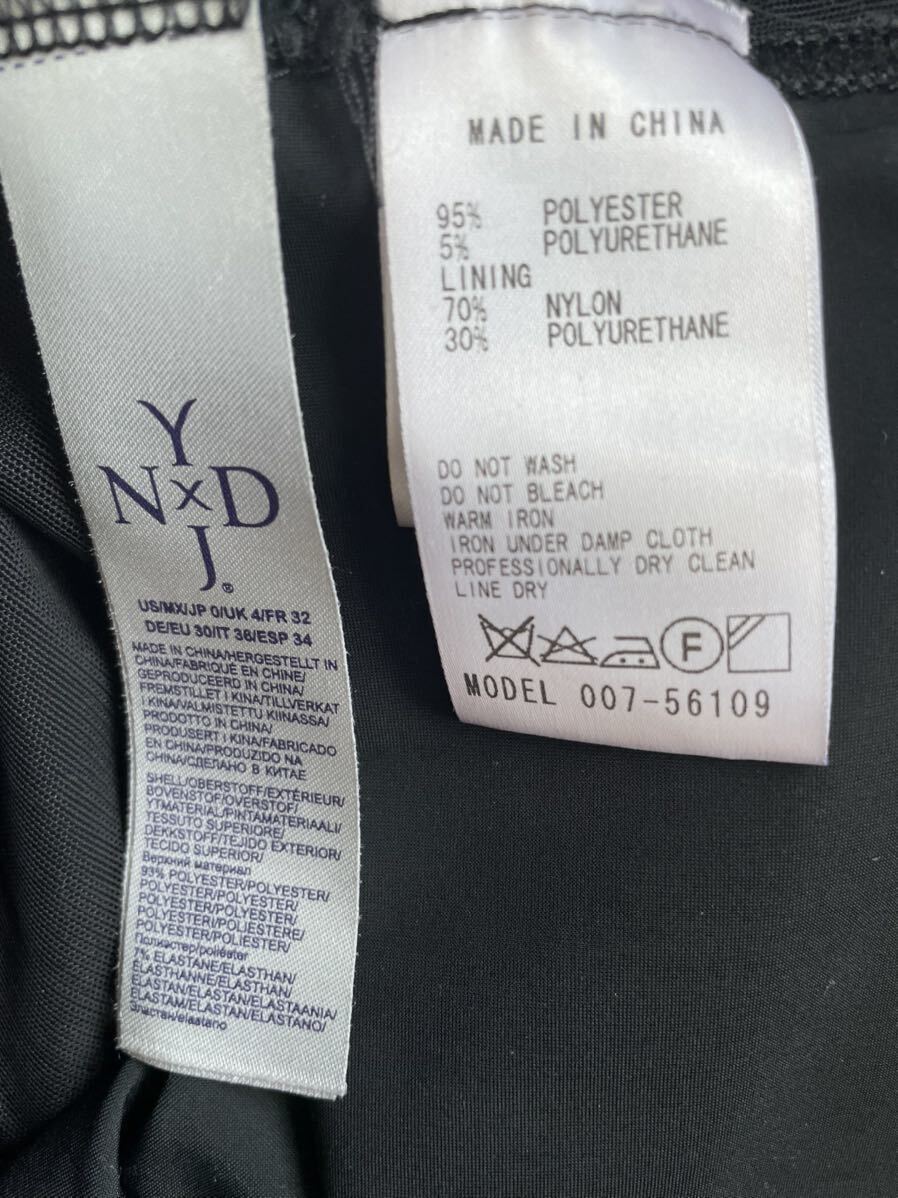 Y
N x D
J®
US/MX/JP 0/UK 4/FR 32
DE/EU 30/IT 36/ESP 34
MADE IN CHINA/HERGESTELLT IN
CHINA/FABRIQUÉ EN CHINE/
GEPRODUCEERD IN CHINA/
FREMSTILLET I KINA/TILLVERKAT
I KINA/VALMISTETTU KIINASSA/
PRODOTTO IN CHINA/
PRODUSERT I KINA/FABRICADO
EN CHINA/PRODUZIDO NA
CHINA/СДЕЛАНО В КИТАЕ
SHELL/OBERSTOFF/EXTÉRIEUR/
BOVENSTOF/OVERSTOF/
YTMATERIAL/PINTAMATERIAALI/
TESSUTO SUPERIORE/
DEKKSTOFF/TEJIDO EXTERIOR/
TECIDO SUPERIOR/
Верхний материал
93% POLYESTER/POLYESTER/
POLYESTER/POLYESTER/
POLYESTER/POLYESTER/
POLYESTERI/POLIESTERE/
POLYESTER/POLIESTER/
Полиэстер/poliéster
7% ELASTANE/ELASTHAN/
ÉLASTHANNE/ELASTHAN/
ELASTAN/ELASTAN/ELASTAANIA/
ELASTAM/ELASTAN/ELASTANO/
Эластан/elastano
MADE IN CHINA
95% POLYESTER
5% POLYURETHANE
LINING
70% NYLON
30% POLYURETHANE
DO NOT WASH
DO NOT BLEACH
WARM IRON
IRON UNDER DAMP CLOTH
PROFESSIONALLY DRY CLEAN
LINE DRY
F
MODEL 007-56109